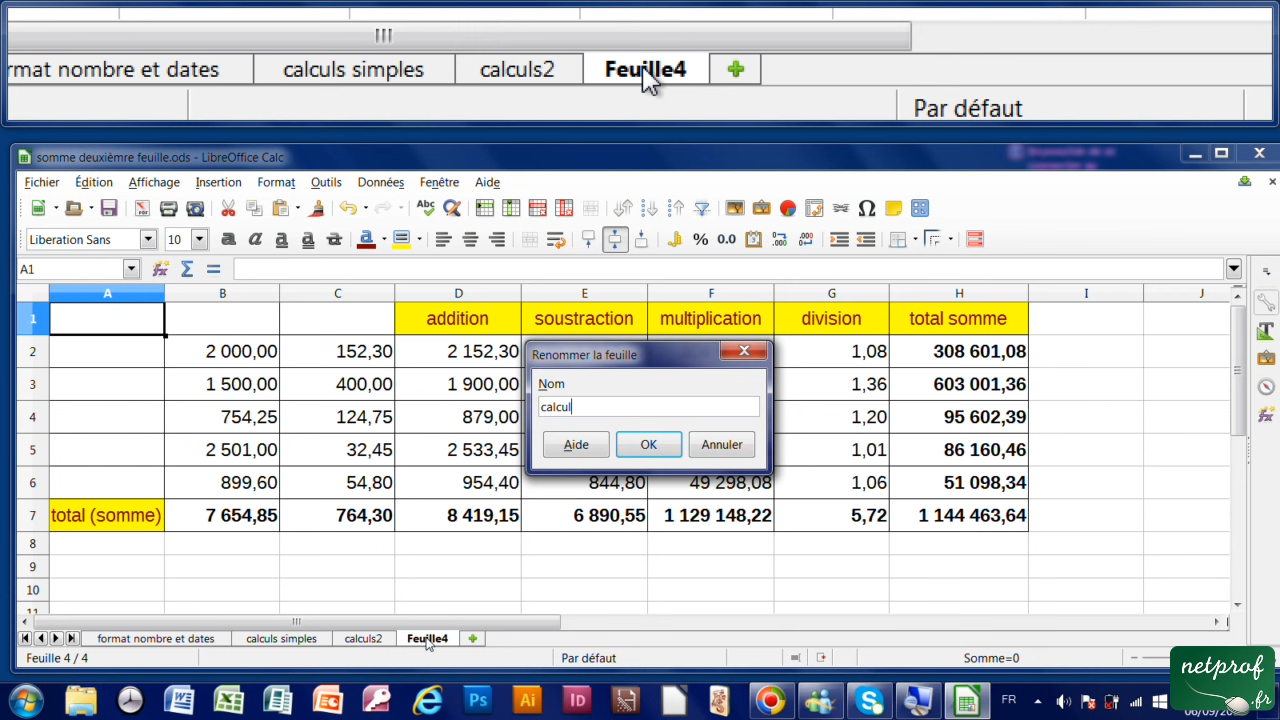 rmat nombre et dates calculs simples calculs2 Feuille4
Par défaut
somme deuxièmre feuille.ods - LibreOffice Calc
Fichier Édition Affichage Insertion Format Outils Données Fenêtre Aide
Liberation Sans 10
A1
A B C D E F G H I J
1 addition soustraction multiplication division total somme
2 2 000,00 152,30 2 152,30 1,08 308 601,08
3 1 500,00 400,00 1 900,00 1,36 603 001,36
4 754,25 124,75 879,00 1,20 95 602,39
5 2 501,00 32,45 2 533,45 1,01 86 160,46
6 899,60 54,80 954,40 844,80 49 298,08 1,06 51 098,34
7 total (somme) 7 654,85 764,30 8 419,15 6 890,55 1 129 148,22 5,72 1 144 463,64
8
9
10
11
Renommer la feuille
Nom
calcul
Aide OK Annuler
format nombre et dates calculs simples calculs2 Feuille4
Feuille 4 / 4 Par défaut Somme=0
FR
netprof
.fr